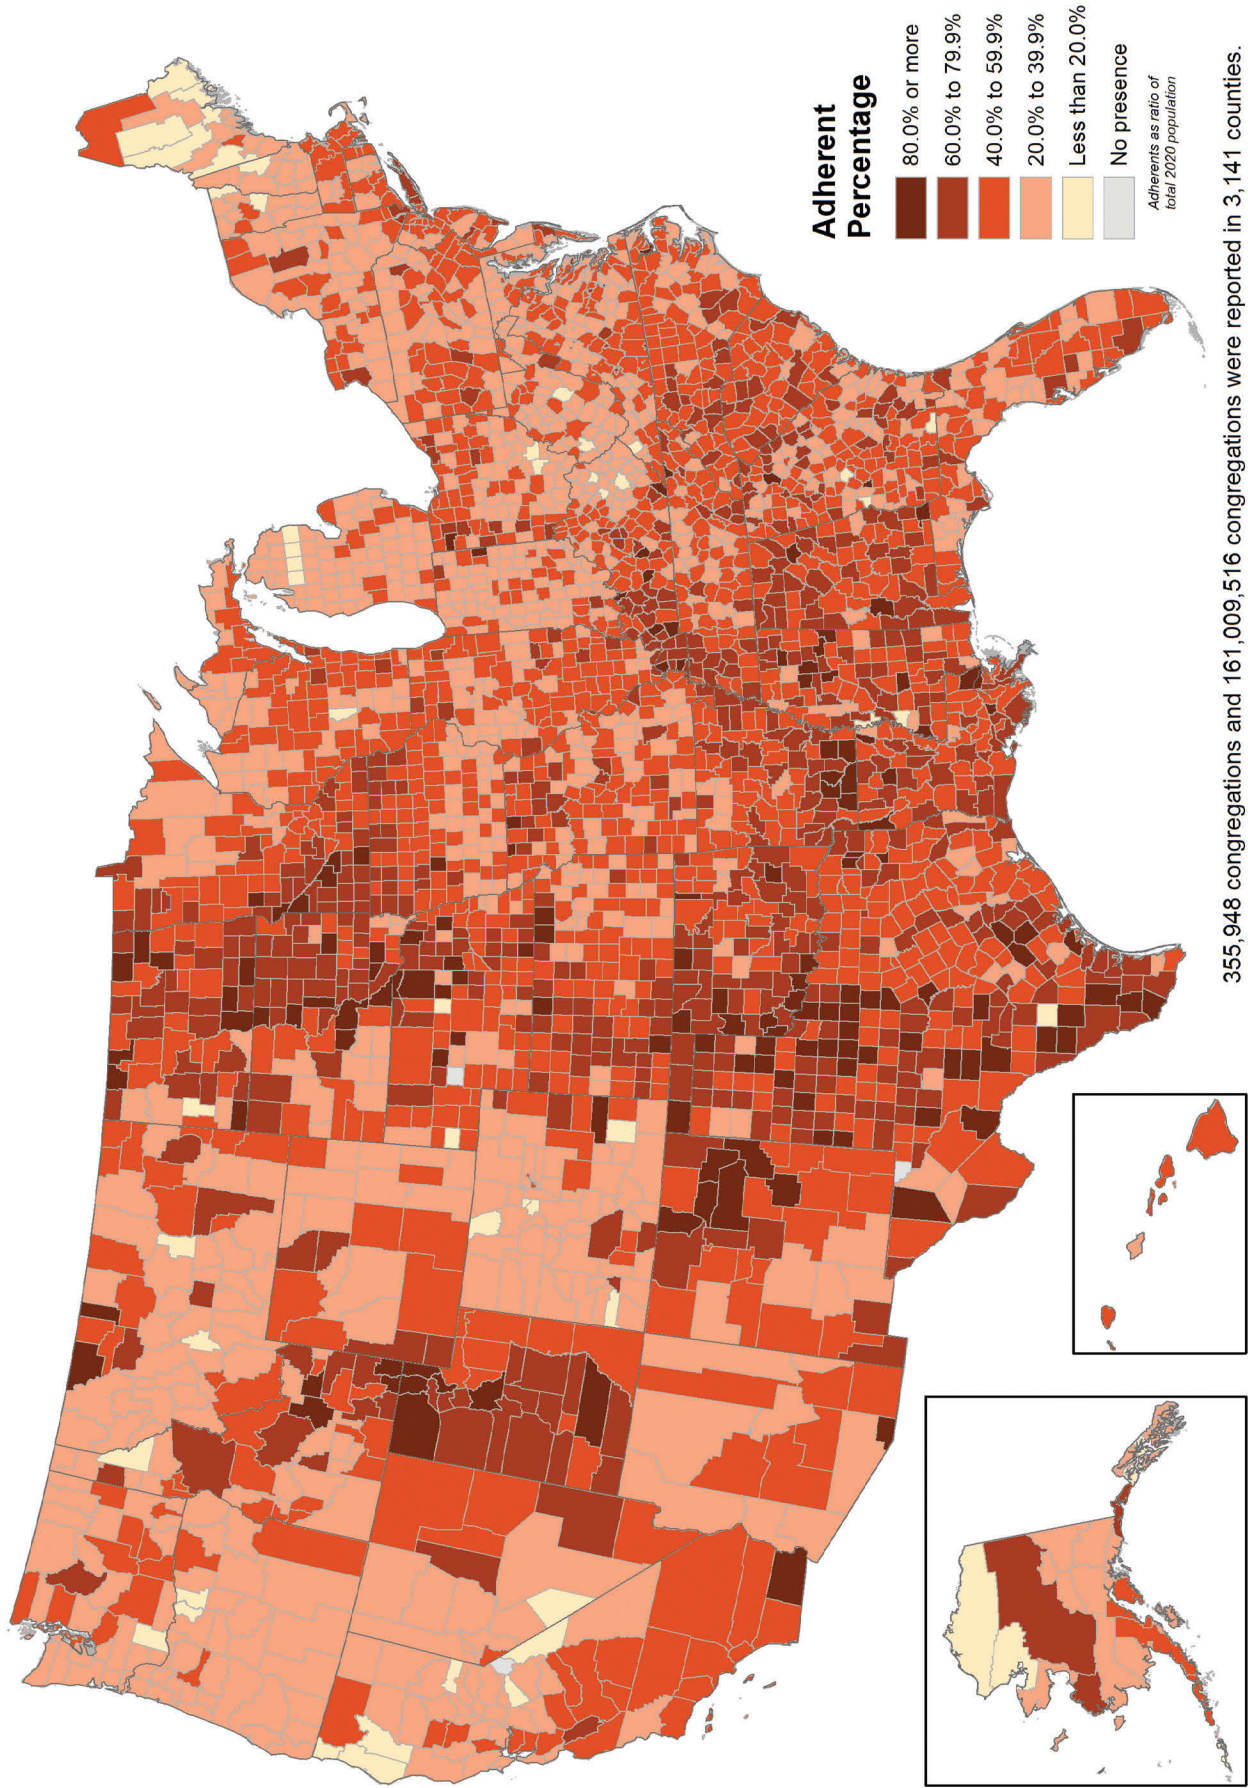 Adherent
Percentage
80.0% or more
60.0% to 79.9%
40.0% to 59.9%
20.0% to 39.9%
Less than 20.0%
No presence
Adherents as ratio of
total 2020 population
355,948 congregations and 161,009,516 congregations were reported in 3,141 counties.